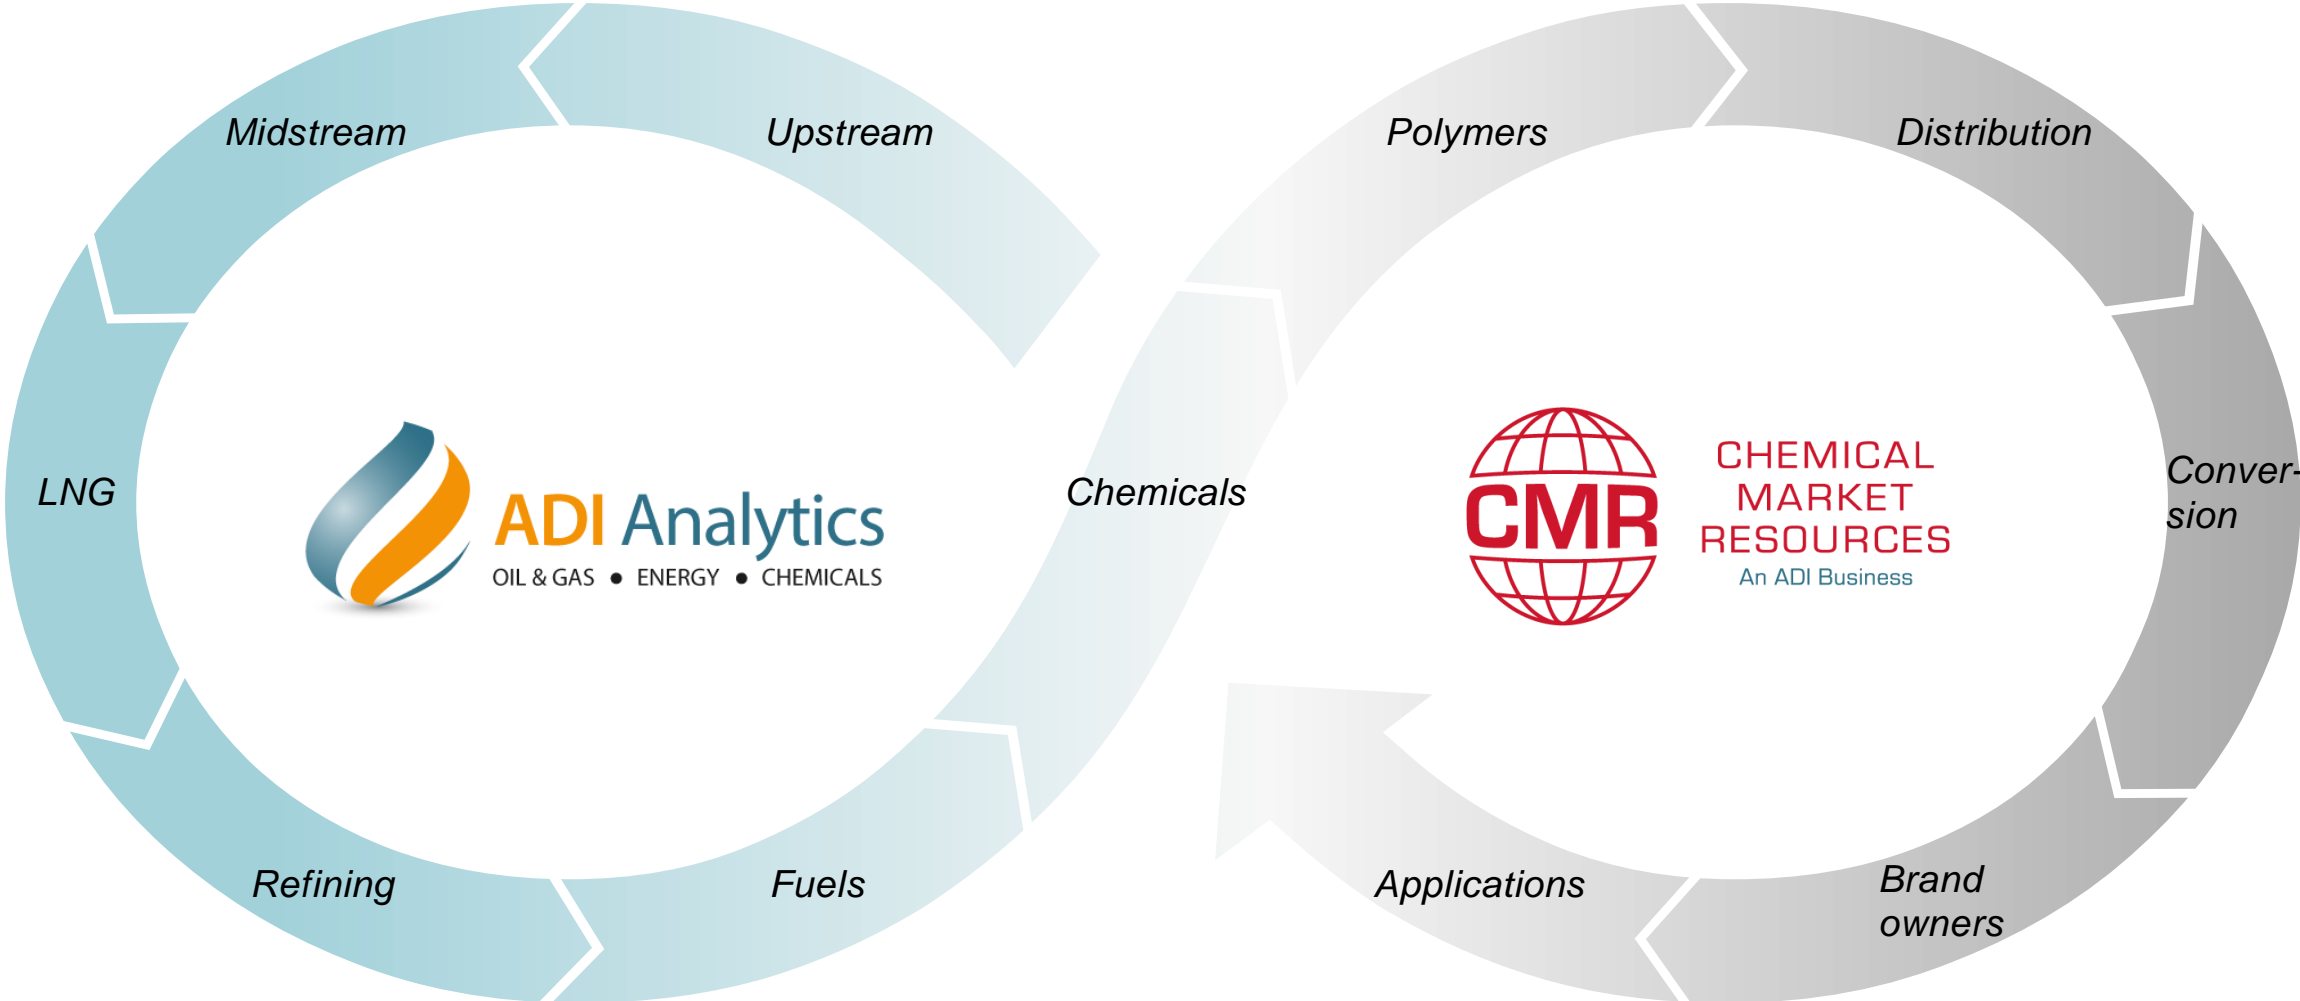 Midstream
Upstream
Polymers
Distribution
LNG
ADI Analytics
OIL & GAS ● ENERGY ● CHEMICALS
Chemicals
CMR
CHEMICAL
MARKET
RESOURCES
An ADI Business
Conver-
sion
Refining
Fuels
Applications
Brand
owners